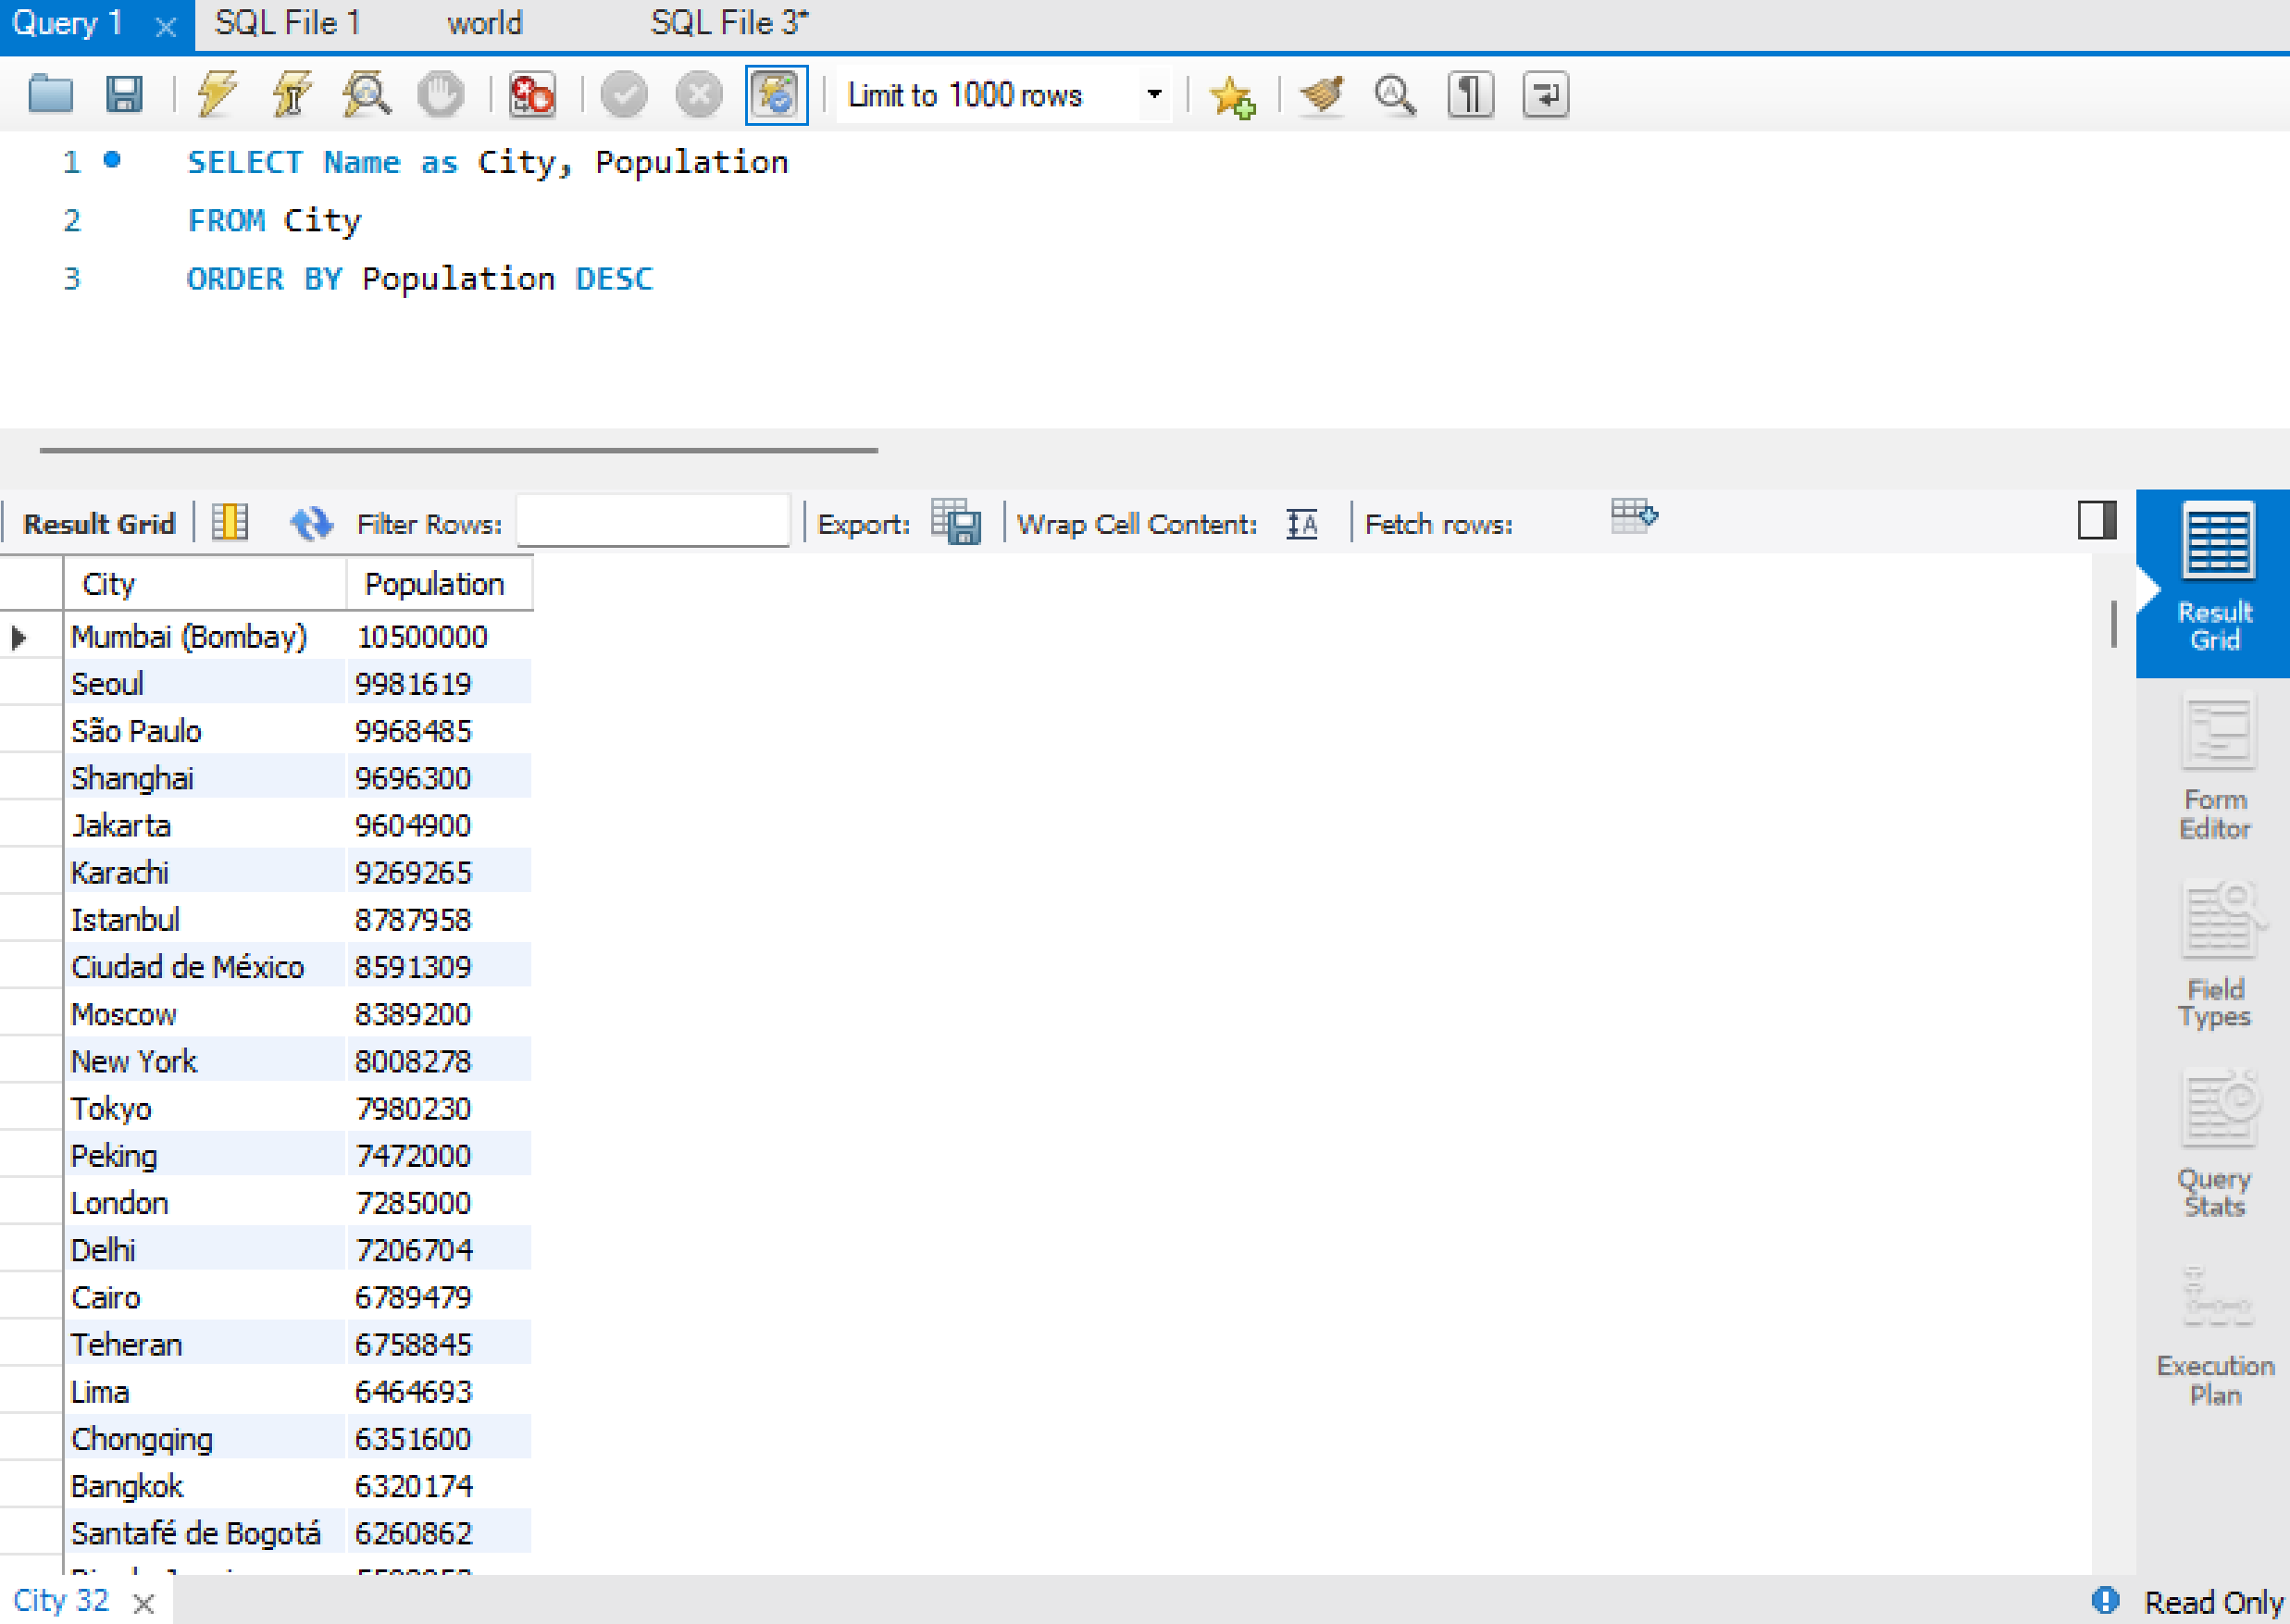 Query 1 SQL File 1 world SQL File 3*
Limit to 1000 rows
1 SELECT Name as City, Population
2 FROM City
3 ORDER BY Population DESC
Result Grid Filter Rows: Export: Wrap Cell Content: Fetch rows:
City Population
Mumbai (Bombay) 10500000
Seoul 9981619
São Paulo 9968485
Shanghai 9696300
Jakarta 9604900
Karachi 9269265
Istanbul 8787958
Ciudad de México 8591309
Moscow 8389200
New York 8008278
Tokyo 7980230
Peking 7472000
London 7285000
Delhi 7206704
Cairo 6789479
Teheran 6758845
Lima 6464693
Chongqing 6351600
Bangkok 6320174
Santafé de Bogotá 6260862
Result
Grid
Form
Editor
Field
Types
Query
Stats
Execution
Plan
City 32
Read Only